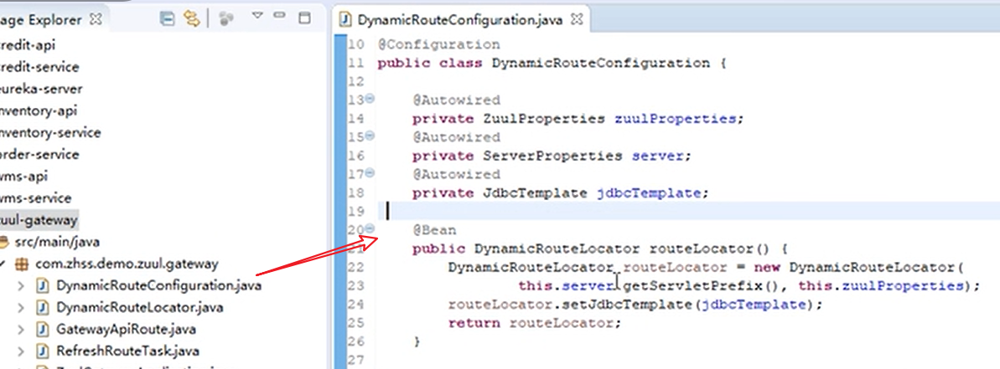 age Explorer
redit-api
redit-service
eureka-server
nventory-api
nventory-service
order-service
wms-api
wms-service
zuul-gateway
src/main/java
com.zhss.demo.zuul.gateway
DynamicRouteConfiguration.java
DynamicRouteLocator.java
GatewayApiRoute.java
RefreshRouteTask.java
DynamicRouteConfiguration.java
10 @Configuration
11 public class DynamicRouteConfiguration {
12
13 @Autowired
14 private ZuulProperties zuulProperties;
15 @Autowired
16 private ServerProperties server;
17 @Autowired
18 private JdbcTemplate jdbcTemplate;
19
20 @Bean
21 public DynamicRouteLocator routeLocator() {
22 DynamicRouteLocator routeLocator = new DynamicRouteLocator(
23 this.server.getServletPrefix(), this.zuulProperties);
24 routeLocator.setJdbcTemplate(jdbcTemplate);
25 return routeLocator;
26 }
27